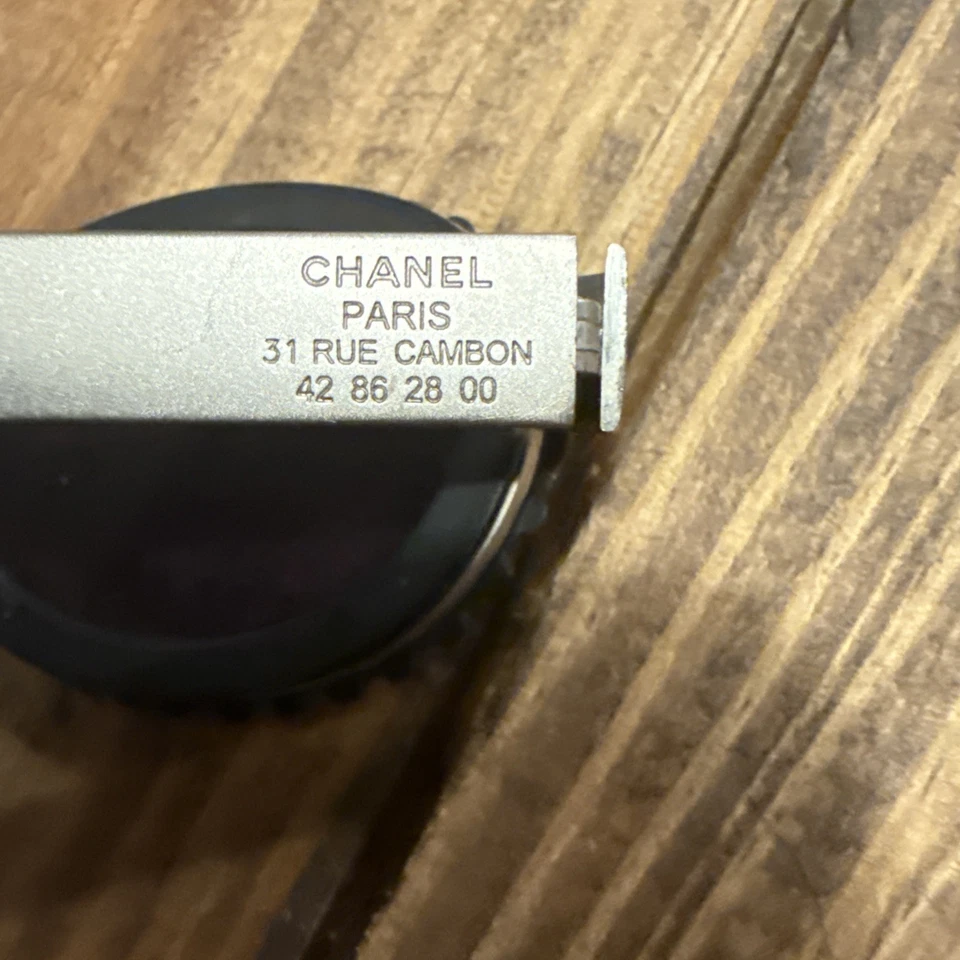 CHANEL
PARIS
31 RUE CAMBON
42 86 28 00